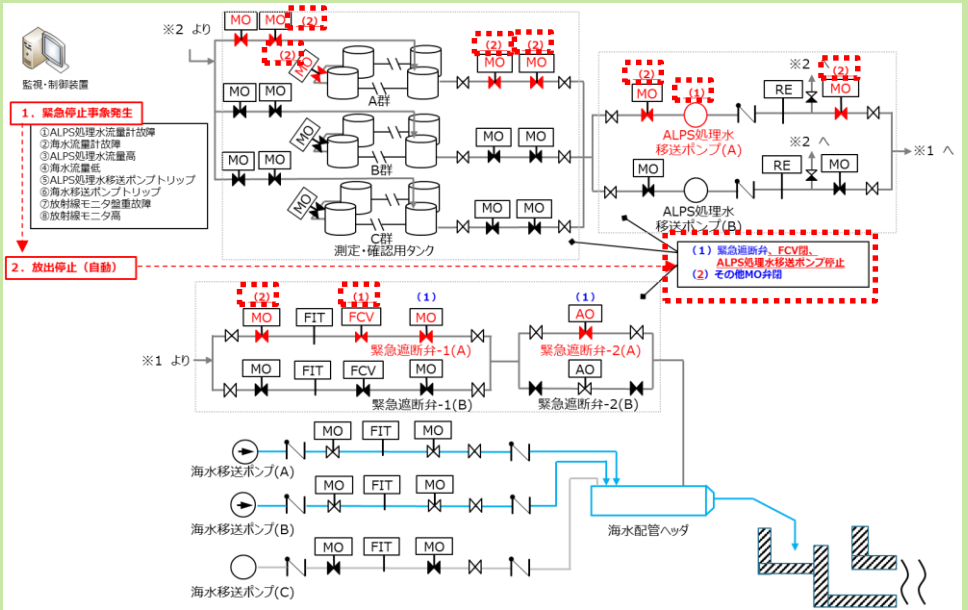 ※2 より
MO
MO
(2)
(2)
MO
A群
(2)
(2)
MO
MO
監視・制御装置
1. 緊急停止事象発生
①ALPS処理水流量計故障
②海水流量計故障
③ALPS処理水流量高
④海水流量低
⑤ALPS処理水移送ポンプトリップ
⑥海水移送ポンプトリップ
⑦放射線モニタ盤重故障
⑧放射線モニタ高
MO
MO
MO
B群
MO
MO
MO
MO
MO
C群
MO
MO
測定・確認用タンク
※2 へ
(2)
MO
(1)
RE
(2)
MO
ALPS処理水
移送ポンプ(A)
※2 へ
MO
RE
MO
ALPS処理水
移送ポンプ(B)
※1 へ
2. 放出停止（自動）
(1) 緊急遮断弁、FCV閉、
ALPS処理水移送ポンプ停止
(2) その他MO弁閉
(2)
(1)
(1)
(1)
MO
FIT
FCV
MO
AO
緊急遮断弁-1(A)
緊急遮断弁-2(A)
※1 より
MO
FIT
FCV
MO
AO
緊急遮断弁-1(B)
緊急遮断弁-2(B)
MO
FIT
MO
海水移送ポンプ(A)
MO
FIT
MO
海水移送ポンプ(B)
海水配管ヘッダ
MO
FIT
MO
海水移送ポンプ(C)